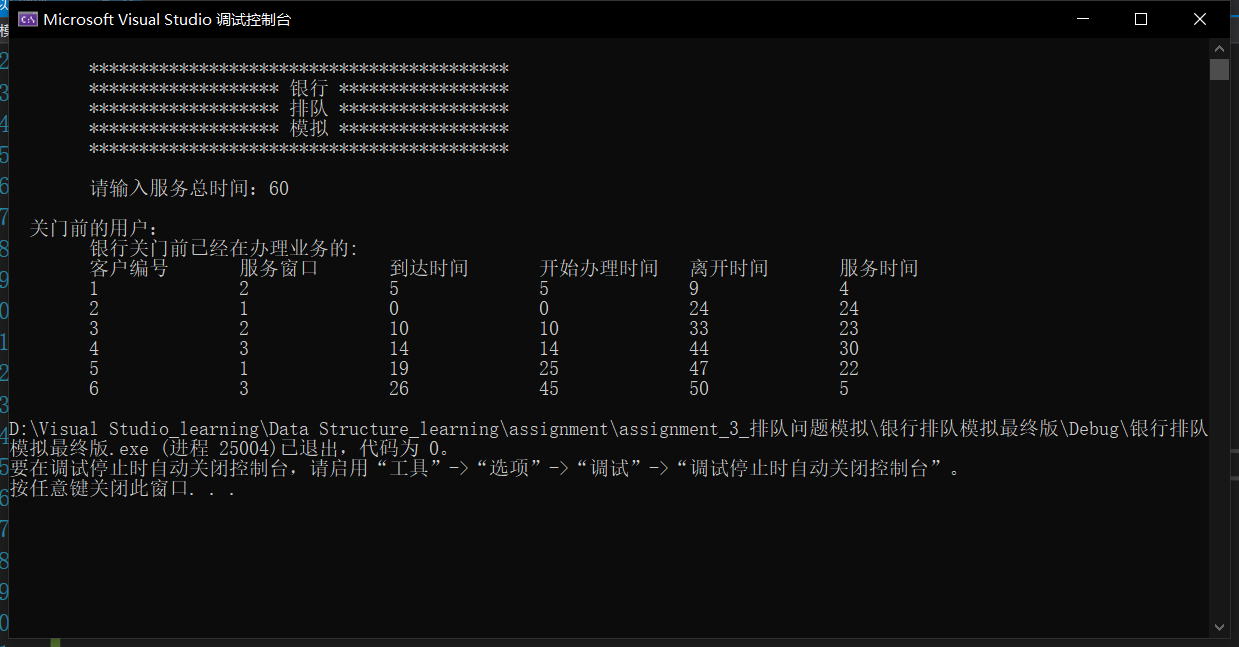 Microsoft Visual Studio 调试控制台
******************************************
******************* 银行 *****************
******************* 排队 *****************
******************* 模拟 *****************
******************************************
请输入服务总时间: 60
关门前的用户:
银行关门前已经在办理业务的:
客户编号 服务窗口 到达时间 开始办理时间 离开时间 服务时间
1 2 5 5 9 4
2 1 0 0 24 24
3 2 10 10 33 23
4 3 14 14 44 30
5 1 19 25 47 22
6 3 26 45 50 5
D:\Visual Studio_learning\Data Structure_learning\assignment\assignment_3_排队问题模拟\银行排队模拟最终版\Debug\银行排队
模拟最终版.exe (进程 25004)已退出，代码为 0。
要在调试停止时自动关闭控制台，请启用“工具”->“选项”->“调试”->“调试停止时自动关闭控制台”。
按任意键关闭此窗口. . .